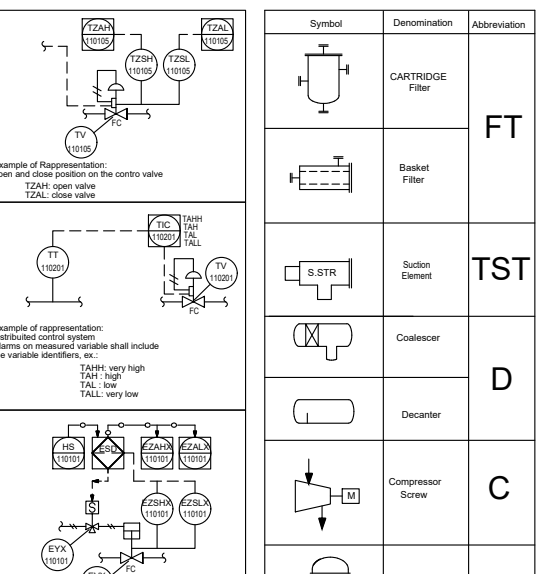 TZAH
110105
TZAL
110105
TZSH
110105
TZSL
110105
FC
TV
110105
xample of Rappresentation:
pen and close position on the contro valve
TZAH: open valve
TZAL: close valve
TIC
110201
TAHH
TAH
TAL
TALL
TT
110201
TV
110201
FC
xample of rappresentation:
stribuited control system
larms on measured variable shall include
e variable identifiers, ex.:
TAHH: very high
TAH : high
TAL : low
TALL: very low
HS
110101
ESD
EZAHX
110101
EZALX
110101
S
EZSHX
110101
EZSLX
110101
EYX
110101
FC
Symbol
Denomination
Abbreviation
CARTRIDGE
Filter
FT
Basket
Filter
S.STR
Suction
Element
TST
Coalescer
D
Decanter
M
Compressor
Screw
C